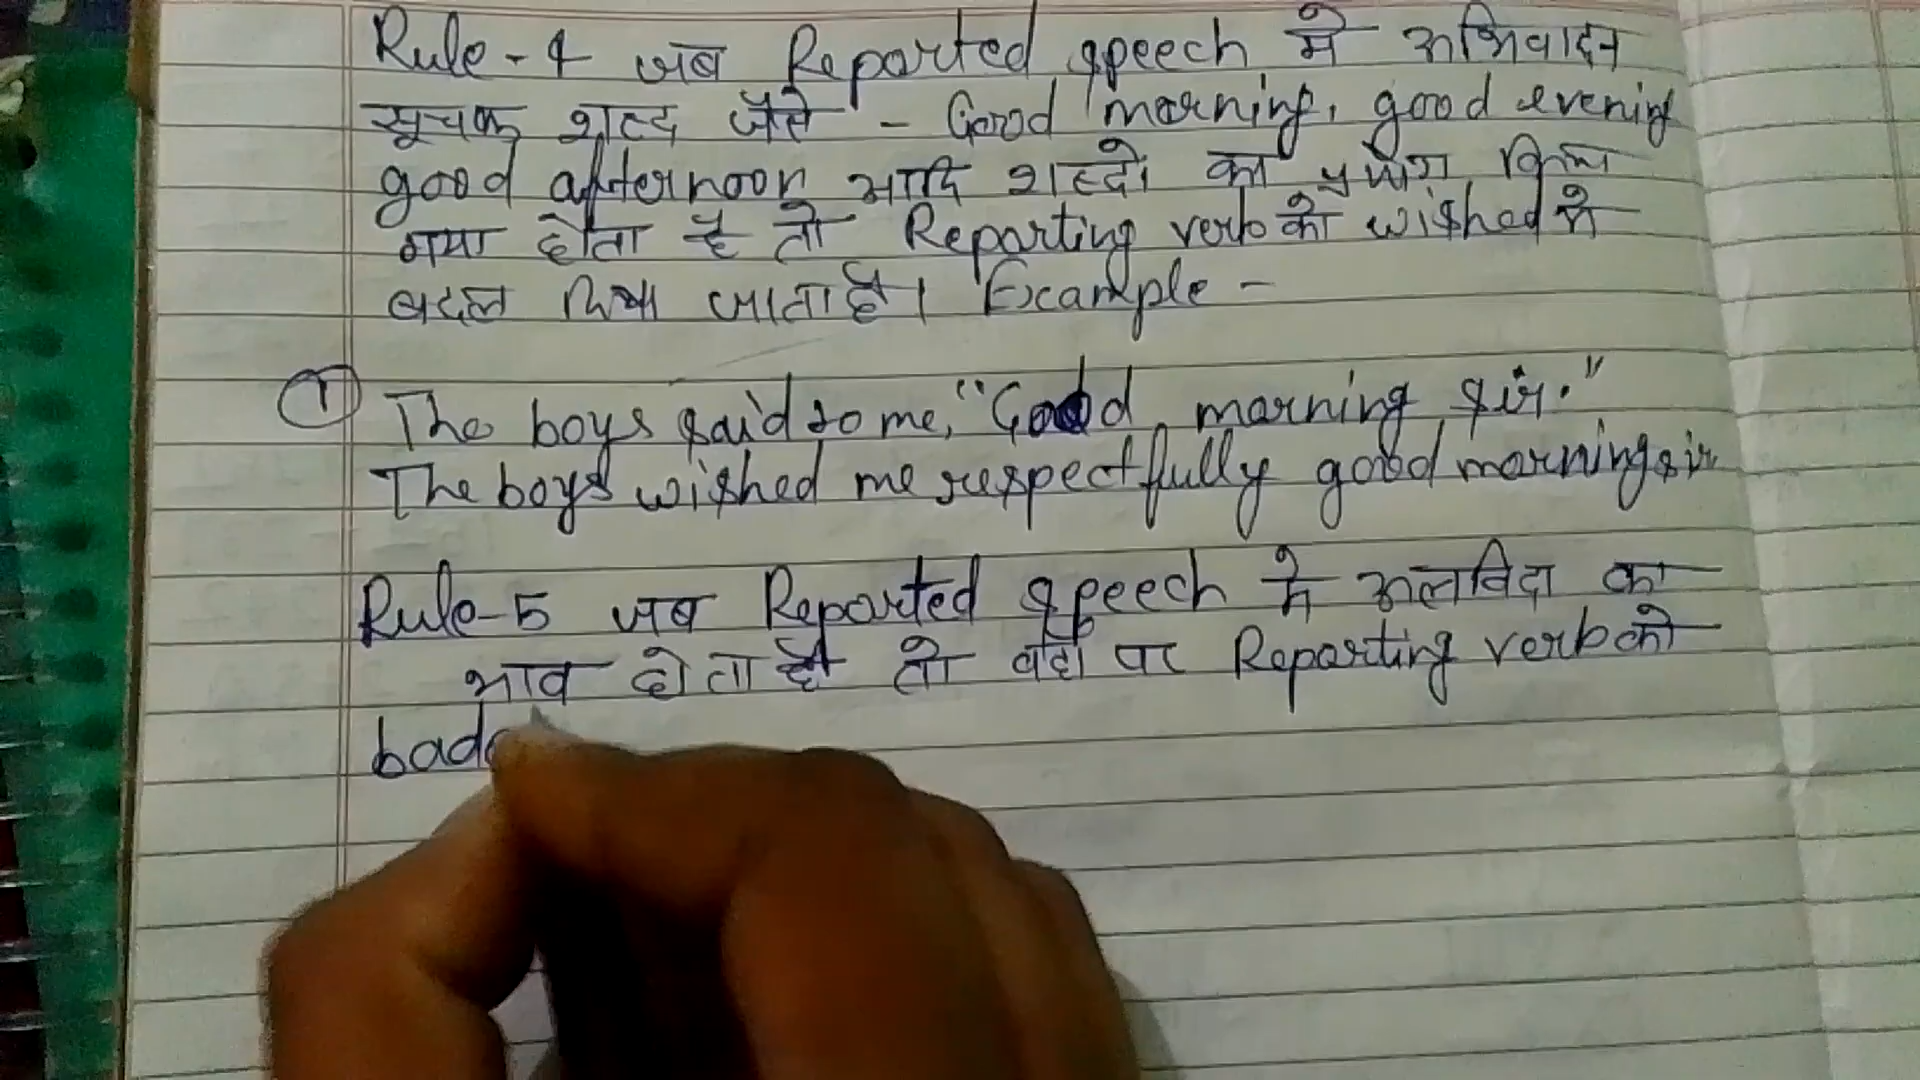 Rule-4 जब Reported speech मे अभिवादन
सूचक शब्द जैसे - Good morning, good evening
good afternoon आदि शब्दो का प्रयोग किया
गया होता है तो Reporting verb को wished मे
बदल दिया जाता है। Example -
① The boys said to me, "Good morning sir."
The boys wished me respectfully good morning sir
Rule-5 जब Reported speech मे अलविदा का
भाव होता है तो वहाँ पर Reporting verb को
bad